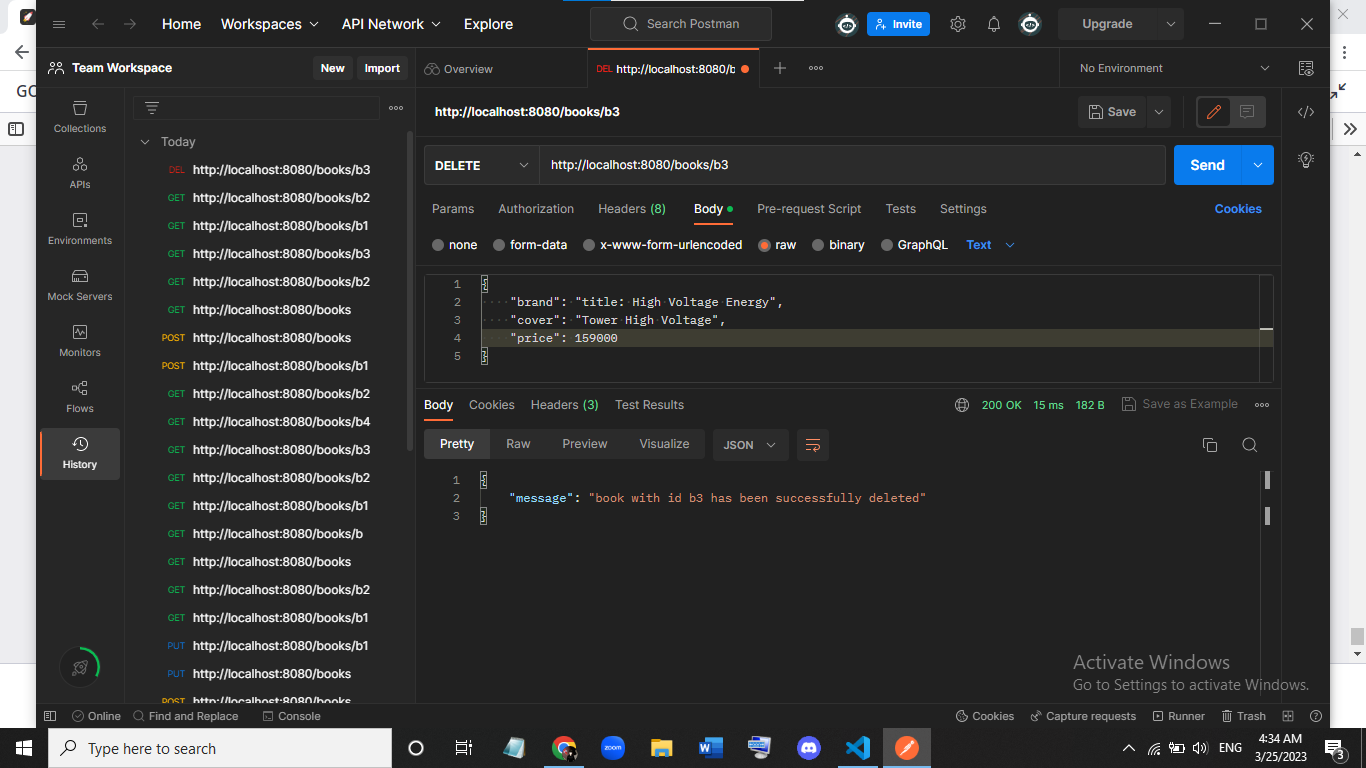 Home Workspaces API Network Explore Search Postman Invite Upgrade
Team Workspace New Import Overview DEL http://localhost:8080/b No Environment
GO
Collections
APIs
Environments
Mock Servers
Monitors
Flows
History
Today
DEL http://localhost:8080/books/b3
GET http://localhost:8080/books/b2
GET http://localhost:8080/books/b1
GET http://localhost:8080/books/b3
GET http://localhost:8080/books/b2
GET http://localhost:8080/books
POST http://localhost:8080/books
POST http://localhost:8080/books/b1
GET http://localhost:8080/books/b2
GET http://localhost:8080/books/b4
GET http://localhost:8080/books/b3
GET http://localhost:8080/books/b2
GET http://localhost:8080/books/b1
GET http://localhost:8080/books/b
GET http://localhost:8080/books
GET http://localhost:8080/books/b2
GET http://localhost:8080/books/b1
PUT http://localhost:8080/books/b1
PUT http://localhost:8080/books
POST http://localhost:8080/books
http://localhost:8080/books/b3 Save
DELETE http://localhost:8080/books/b3 Send
Params Authorization Headers (8) Body Pre-request Script Tests Settings Cookies
none form-data x-www-form-urlencoded raw binary GraphQL Text
1 {
2 "brand": "title: High Voltage Energy",
3 "cover": "Tower High Voltage",
4 "price": 159000
5 }
Body Cookies Headers (3) Test Results 200 OK 15 ms 182 B Save as Example
Pretty Raw Preview Visualize JSON
1 {
2 "message": "book with id b3 has been successfully deleted"
3 }
Activate Windows
Go to Settings to activate Windows.
Online Find and Replace Console Cookies Capture requests Runner Trash
Type here to search zoom ENG 4:34 AM
3/25/2023 3